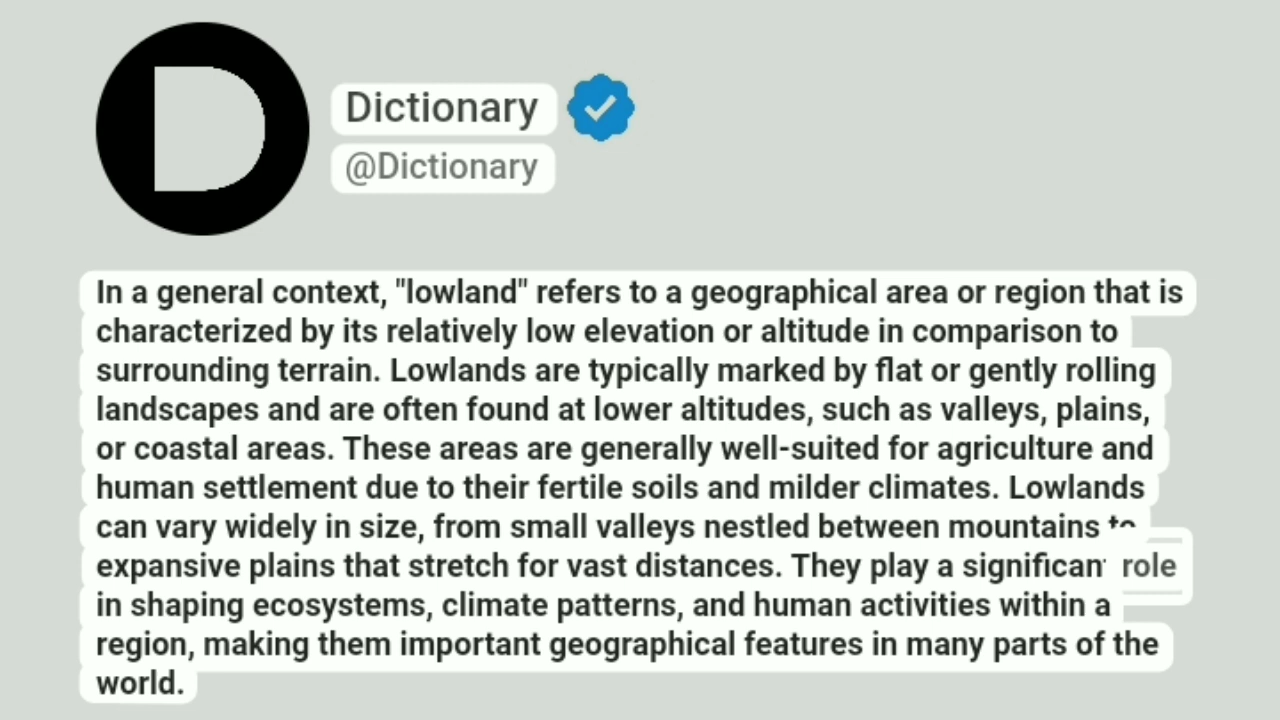 D
Dictionary
@Dictionary
In a general context, "lowland" refers to a geographical area or region that is
characterized by its relatively low elevation or altitude in comparison to
surrounding terrain. Lowlands are typically marked by flat or gently rolling
landscapes and are often found at lower altitudes, such as valleys, plains,
or coastal areas. These areas are generally well-suited for agriculture and
human settlement due to their fertile soils and milder climates. Lowlands
can vary widely in size, from small valleys nestled between mountains to
expansive plains that stretch for vast distances. They play a significant role
in shaping ecosystems, climate patterns, and human activities within a
region, making them important geographical features in many parts of the
world.